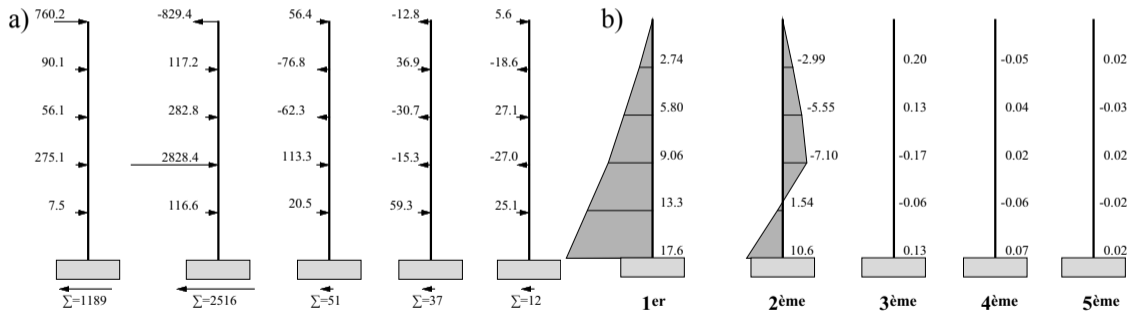 a)
760.2 -829.4 56.4 -12.8 5.6
90.1 117.2 -76.8 36.9 -18.6
56.1 282.8 -62.3 -30.7 27.1
275.1 2828.4 113.3 -15.3 -27.0
7.5 116.6 20.5 59.3 25.1
∑=1189 ∑=2516 ∑=51 ∑=37 ∑=12
b)
2.74 -2.99 0.20 -0.05 0.02
5.80 -5.55 0.13 0.04 -0.03
9.06 -7.10 -0.17 0.02 0.02
13.3 1.54 -0.06 -0.06 -0.02
17.6 10.6 0.13 0.07 0.02
1er 2ème 3ème 4ème 5ème